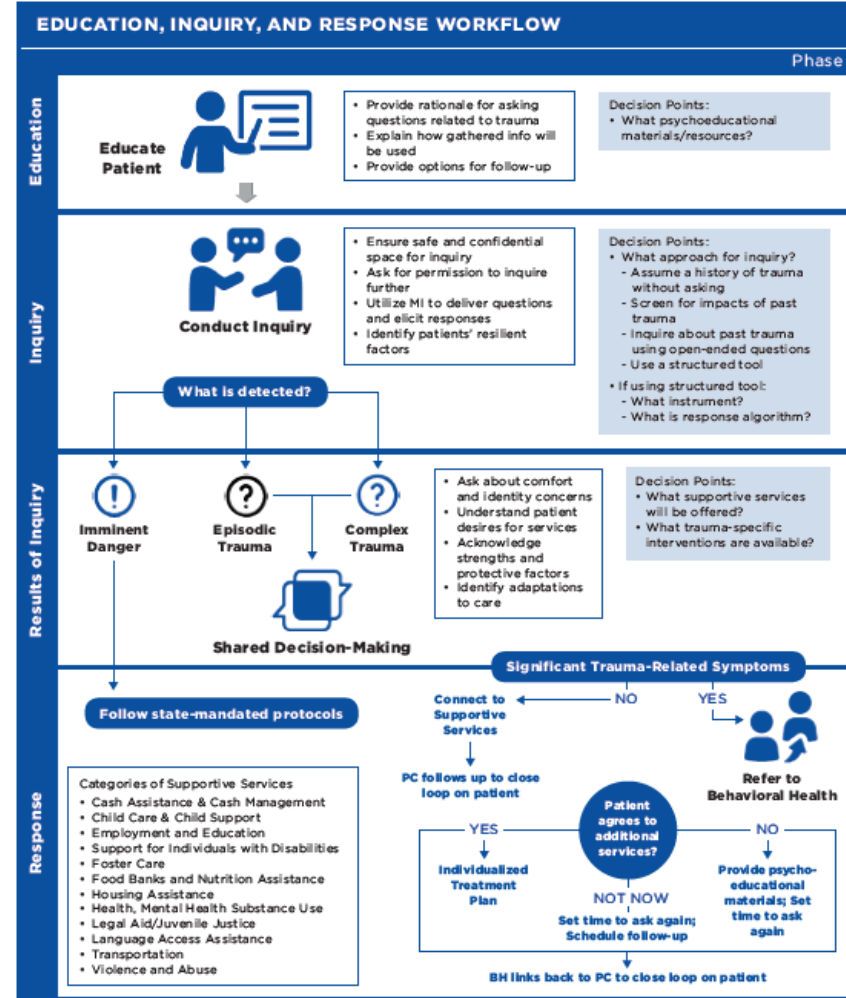 EDUCATION, INQUIRY, AND RESPONSE WORKFLOW
Phase
Education
Educate
Patient
• Provide rationale for asking
questions related to trauma
• Explain how gathered info will
be used
• Provide options for follow-up
Decision Points:
• What psychoeducational
materials/resources?
Inquiry
Conduct Inquiry
• Ensure safe and confidential
space for inquiry
• Ask for permission to inquire
further
• Utilize MI to deliver questions
and elicit responses
• Identify patients' resilient
factors
Decision Points:
• What approach for inquiry?
- Assume a history of trauma
without asking
- Screen for impacts of past
trauma
- Inquire about past trauma
using open-ended questions
- Use a structured tool
• If using structured tool:
- What instrument?
- What is response algorithm?
What is detected?
Results of Inquiry
!
Imminent
Danger
?
Episodic
Trauma
?
Complex
Trauma
Shared Decision-Making
• Ask about comfort
and identity concerns
• Understand patient
desires for services
• Acknowledge
strengths and
protective factors
• Identify adaptations
to care
Decision Points:
• What supportive services
will be offered?
• What trauma-specific
interventions are available?
Response
Follow state-mandated protocols
Categories of Supportive Services
• Cash Assistance & Cash Management
• Child Care & Child Support
• Employment and Education
• Support for Individuals with Disabilities
• Foster Care
• Food Banks and Nutrition Assistance
• Housing Assistance
• Health, Mental Health Substance Use
• Legal Aid/Juvenile Justice
• Language Access Assistance
• Transportation
• Violence and Abuse
Significant Trauma-Related Symptoms
NO
YES
Connect to
Supportive
Services
PC follows up to close
loop on patient
Refer to
Behavioral Health
Patient
agrees to
additional
services?
YES
Individualized
Treatment
Plan
NOT NOW
Set time to ask again;
Schedule follow-up
NO
Provide psycho-
educational
materials; Set
time to ask
again
BH links back to PC to close loop on patient